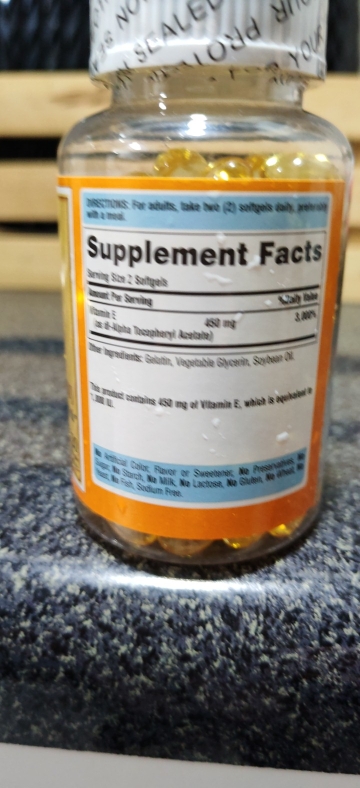 SEALED
YOUR
DIRECTIONS: For adults, take two (2) softgels daily, preferably
with a meal.
Supplement Facts
Serving Size 2 Softgels
Amount Per Serving %Daily Value
Vitamin E 450 mg 3,000%
(as dl-Alpha Tocopheryl Acetate)
Other Ingredients: Gelatin, Vegetable Glycerin, Soybean Oil.
This product contains 450 mg of Vitamin E, which is equivalent to
1,000 IU.
No Artificial Color, Flavor or Sweetener, No Preservatives, No
Sugar, No Starch, No Milk, No Lactose, No Gluten, No Wheat, No
Yeast, No Fish, Sodium Free.